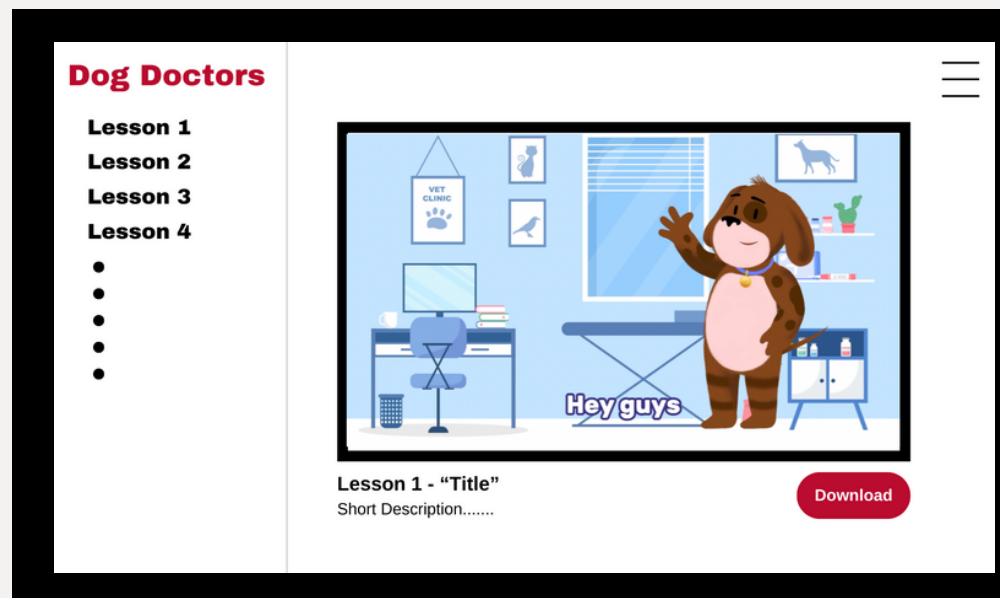 Dog Doctors
Lesson 1
Lesson 2
Lesson 3
Lesson 4
VET
CLINIC
Hey guys
Lesson 1 - “Title”
Short Description.......
Download